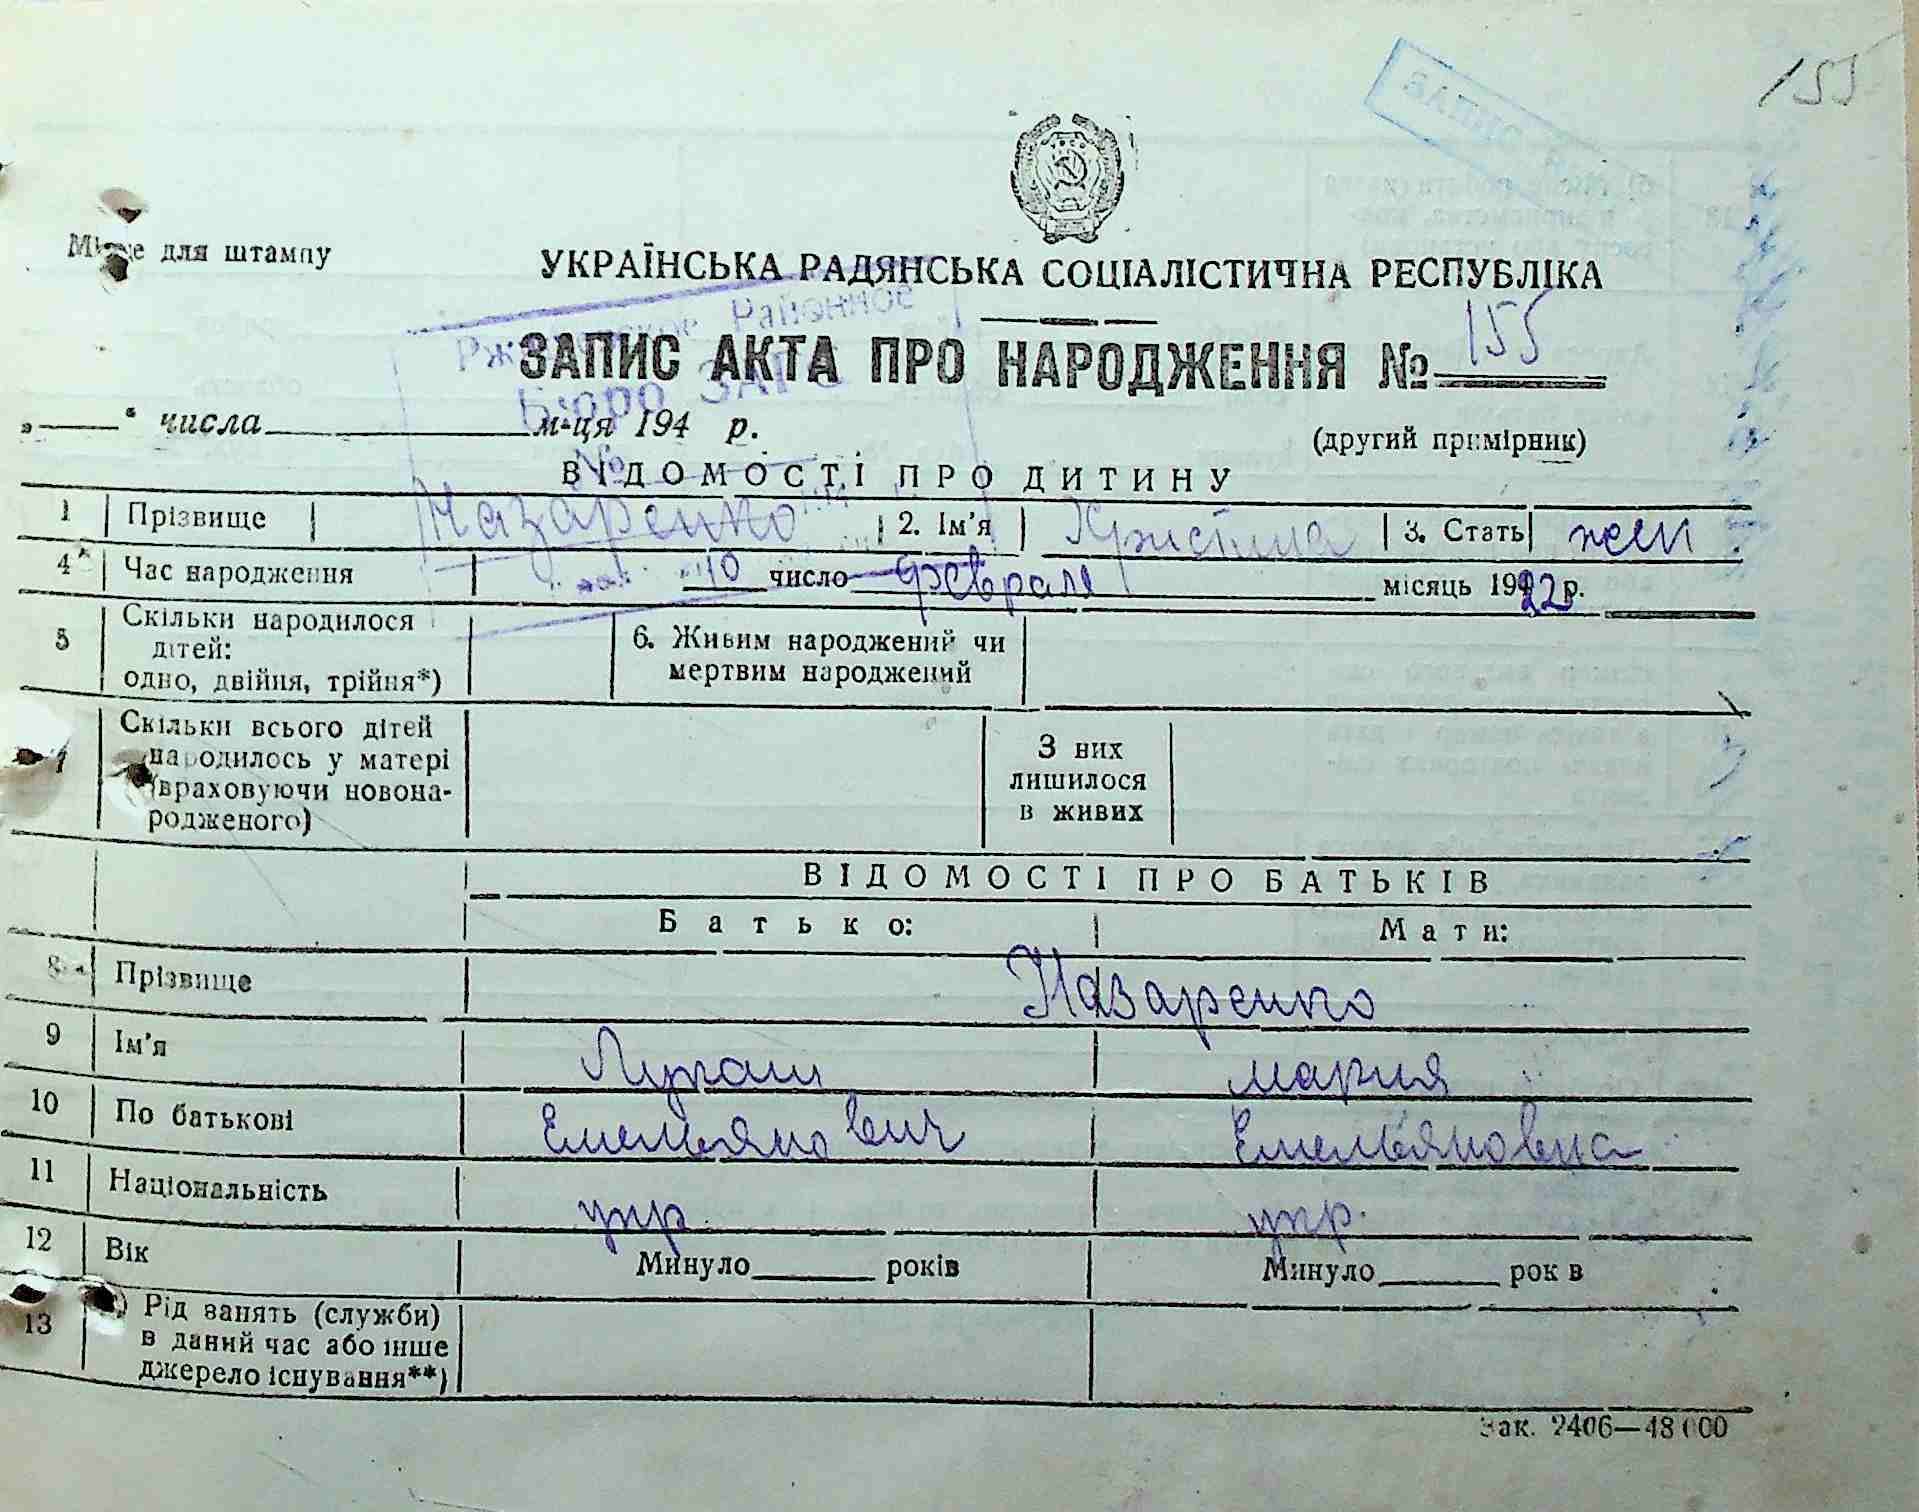 155
Місце для штампу
УКРАЇНСЬКА РАДЯНСЬКА СОЦІАЛІСТИЧНА РЕСПУБЛІКА
Районное
Бюро ЗАГС
№
ЗАПИС АКТА ПРО НАРОДЖЕННЯ № 155
„ “ числа м-ця 194 р.
(другий примірник)
ВІДОМОСТІ ПРО ДИТИНУ
1 Прізвище Назаренко 2. Ім'я Христина 3. Стать жен
4 Час народження 10 число февраля місяць 1922 р.
5 Скільки народилося дітей: одно, двійня, трійня*) 6. Живим народжений чи мертвим народжений
7 Скільки всього дітей народилось у матері (враховуючи новонародженого) З них лишилося в живих
ВІДОМОСТІ ПРО БАТЬКІВ
Батько: Мати:
8 Прізвище Назаренко
9 Ім'я Лукаш Мария
10 По батькові Емельянович Емельяновна
11 Національність укр. укр.
12 Вік Минуло років Минуло рок в
13 Рід занять (служби) в даний час або інше джерело існування**)
Зак. 2406—48 000